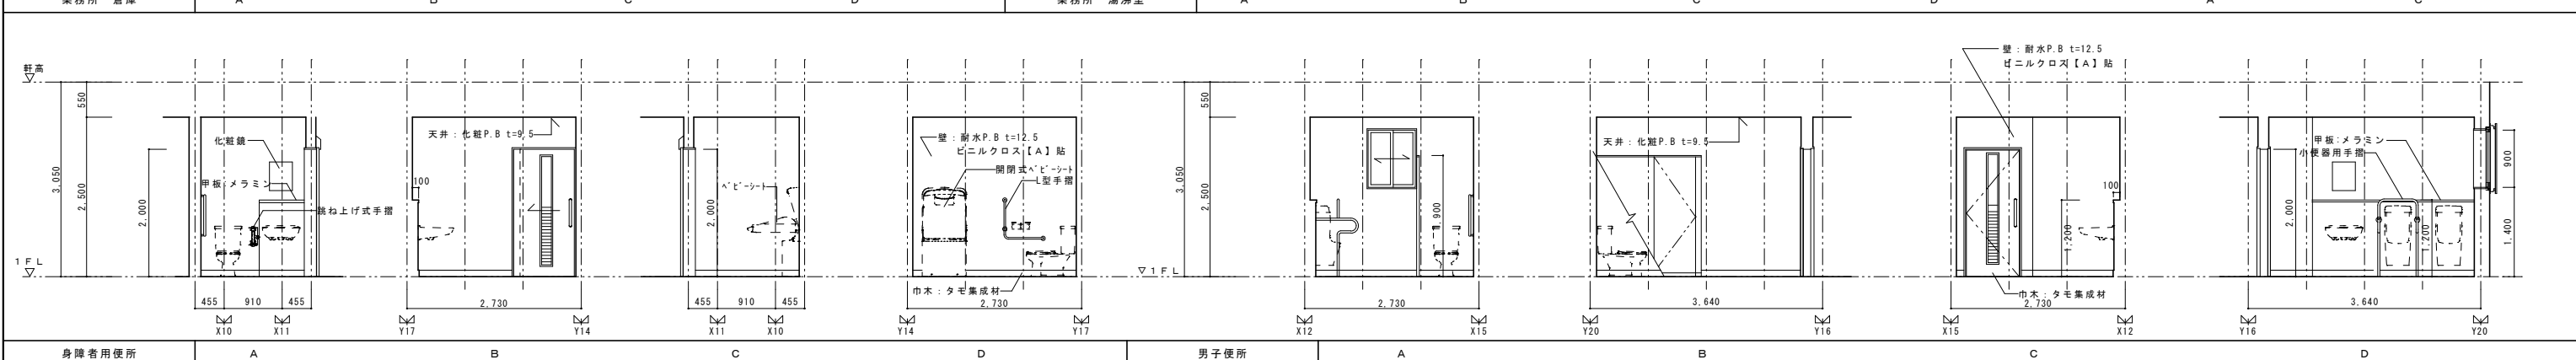 業務所　倉庫　A　B　C　D　業務所　湯沸室　A　B　C　D　A　C
軒高
550
3,050
2,500
2,000
1FL
化粧鏡
甲板:メラミン
跳ね上げ式手摺
455 910 455
X10 X11
天井：化粧P.B t=9.5
100
2,730
Y17 Y14
2,000
ベビーシート
455 910 455
X11 X10
壁：耐水P.B t=12.5
ビニルクロス【A】貼
開閉式ベビーシート
L型手摺
巾木：タモ集成材
2,730
Y14 Y17
550
3,050
2,500
1FL
1,900
2,730
X12 X15
天井：化粧P.B t=9.5
3,640
Y20 Y16
壁：耐水P.B t=12.5
ビニルクロス【A】貼
100
1,200
巾木：タモ集成材
2,730
X15 X12
甲板:メラミン
小便器用手摺
2,000
1,200
900
1,400
3,640
Y16 Y20
身障者用便所　A　B　C　D　男子便所　A　B　C　D